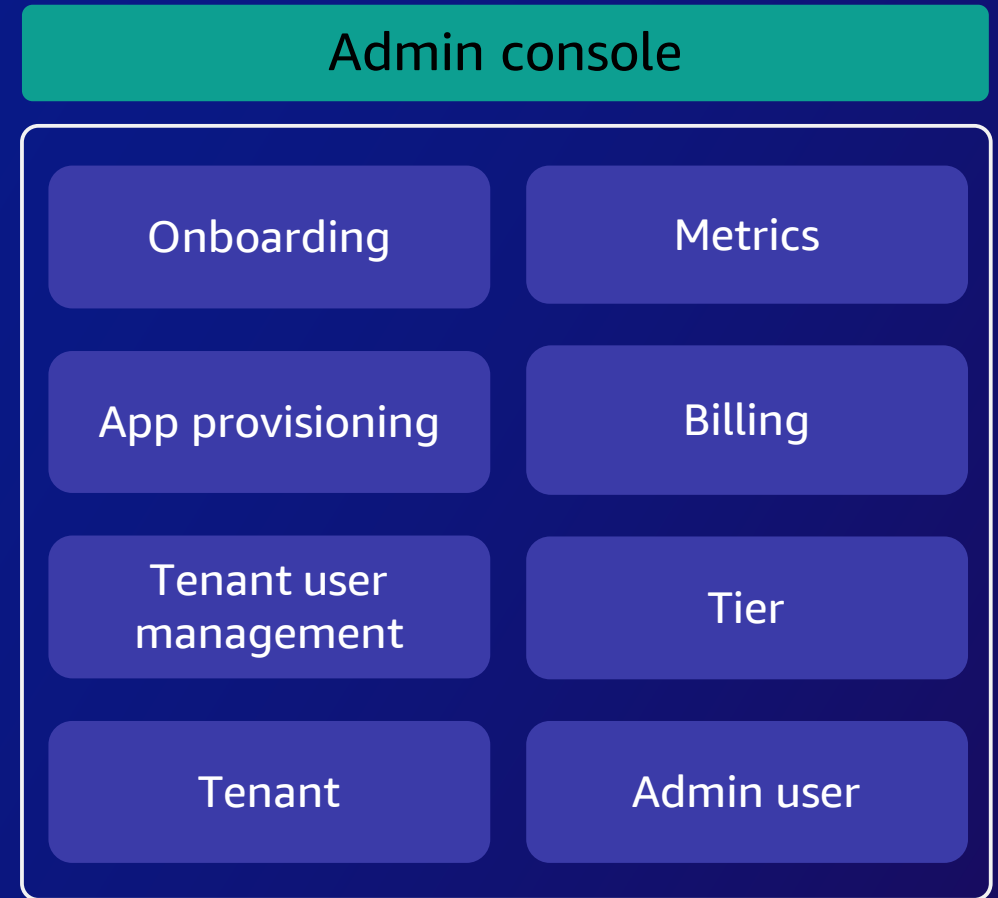 Admin console
Onboarding
Metrics
App provisioning
Billing
Tenant user
management
Tier
Tenant
Admin user